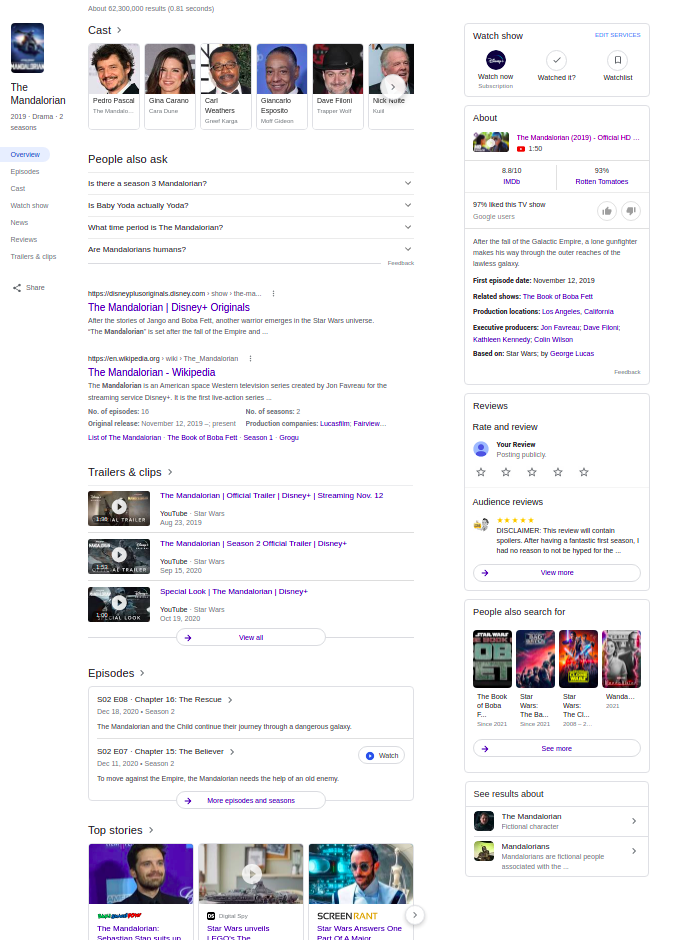 About 62,300,000 results (0.81 seconds)
The
Mandalorian
2019 · Drama · 2
seasons
Overview
Episodes
Cast
Watch show
News
Reviews
Trailers & clips
Share
Cast
Pedro Pascal
The Mandalo...
Gina Carano
Cara Dune
Carl
Weathers
Greef Karga
Giancarlo
Esposito
Moff Gideon
Dave Filoni
Trapper Wolf
Nick Nolte
Kuiil
People also ask
Is there a season 3 Mandalorian?
Is Baby Yoda actually Yoda?
What time period is The Mandalorian?
Are Mandalorians humans?
Feedback
https://disneyplusoriginals.disney.com › show › the-ma...
The Mandalorian | Disney+ Originals
After the stories of Jango and Boba Fett, another warrior emerges in the Star Wars universe.
"The Mandalorian" is set after the fall of the Empire and ...
https://en.wikipedia.org › wiki › The_Mandalorian
The Mandalorian - Wikipedia
The Mandalorian is an American space Western television series created by Jon Favreau for the
streaming service Disney+. It is the first live-action series ...
No. of episodes: 16
No. of seasons: 2
Original release: November 12, 2019 –; present
Production companies: Lucasfilm; Fairview...
List of The Mandalorian · The Book of Boba Fett · Season 1 · Grogu
Trailers & clips
1:36
The Mandalorian | Official Trailer | Disney+ | Streaming Nov. 12
YouTube · Star Wars
Aug 23, 2019
The Mandalorian | Season 2 Official Trailer | Disney+
YouTube · Star Wars
Sep 15, 2020
1:00
SPECIAL LOOK
Special Look | The Mandalorian | Disney+
YouTube · Star Wars
Oct 19, 2020
View all
Episodes
S02 E08 · Chapter 16: The Rescue
Dec 18, 2020 • Season 2
The Mandalorian and the Child continue their journey through a dangerous galaxy.
S02 E07 · Chapter 15: The Believer
Dec 11, 2020 • Season 2
Watch
To move against the Empire, the Mandalorian needs the help of an old enemy.
More episodes and seasons
Top stories
The Mandalorian:
Sebastian Stan suits up
Digital Spy
Star Wars unveils
LEGO's The
SCREENRANT
Star Wars Answers One
Part Of A Major
Watch show
EDIT SERVICES
Watch now
Subscription
Watched it?
Watchlist
About
The Mandalorian (2019) - Official HD ...
1:50
8.8/10
IMDb
93%
Rotten Tomatoes
97% liked this TV show
Google users
After the fall of the Galactic Empire, a lone gunfighter
makes his way through the outer reaches of the
lawless galaxy.
First episode date: November 12, 2019
Related shows: The Book of Boba Fett
Production locations: Los Angeles, California
Executive producers: Jon Favreau; Dave Filoni;
Kathleen Kennedy; Colin Wilson
Based on: Star Wars; by George Lucas
Feedback
Reviews
Rate and review
Your Review
Posting publicly.
Audience reviews
DISCLAIMER: This review will contain
spoilers. After having a fantastic first season, I
had no reason to not be hyped for the ...
View more
People also search for
The Book
of Boba
F...
Since 2021
Star
Wars:
The Ba...
Since 2021
Star
Wars:
The Cl...
2008 – 2...
Wanda...
2021
See more
See results about
The Mandalorian
Fictional character
Mandalorians
Mandalorians are fictional people
associated with the ...